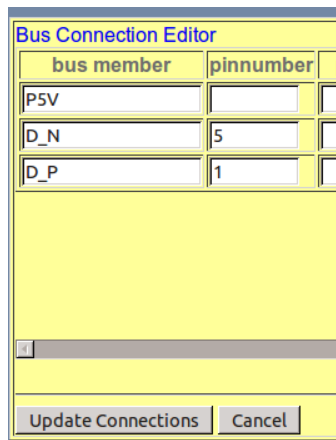 Bus Connection Editor
bus member pinnumber
P5V
D_N 5
D_P 1
Update Connections Cancel